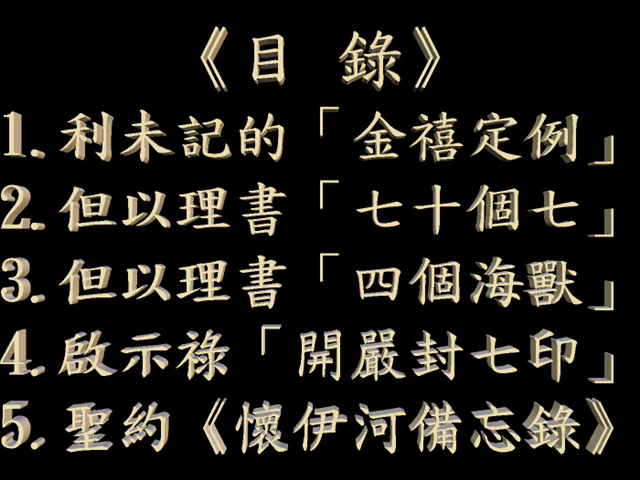 《目 錄》
1.利未記的「金禧定例」
2.但以理書「七十個七」
3.但以理書「四個海獸」
4.啟示祿「開嚴封七印」
5.聖約《懷伊河備忘錄》